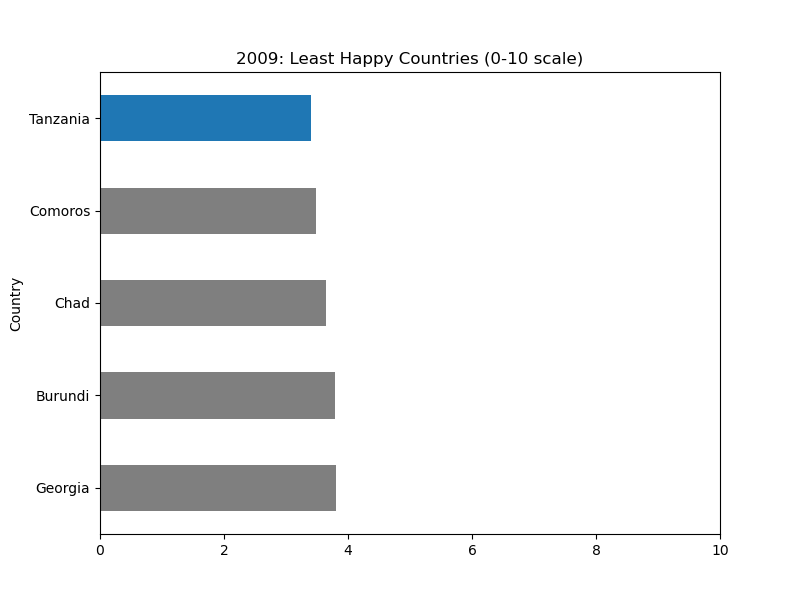 2009: Least Happy Countries (0-10 scale)
Tanzania
Comoros
Chad
Burundi
Georgia
Country
0 2 4 6 8 10